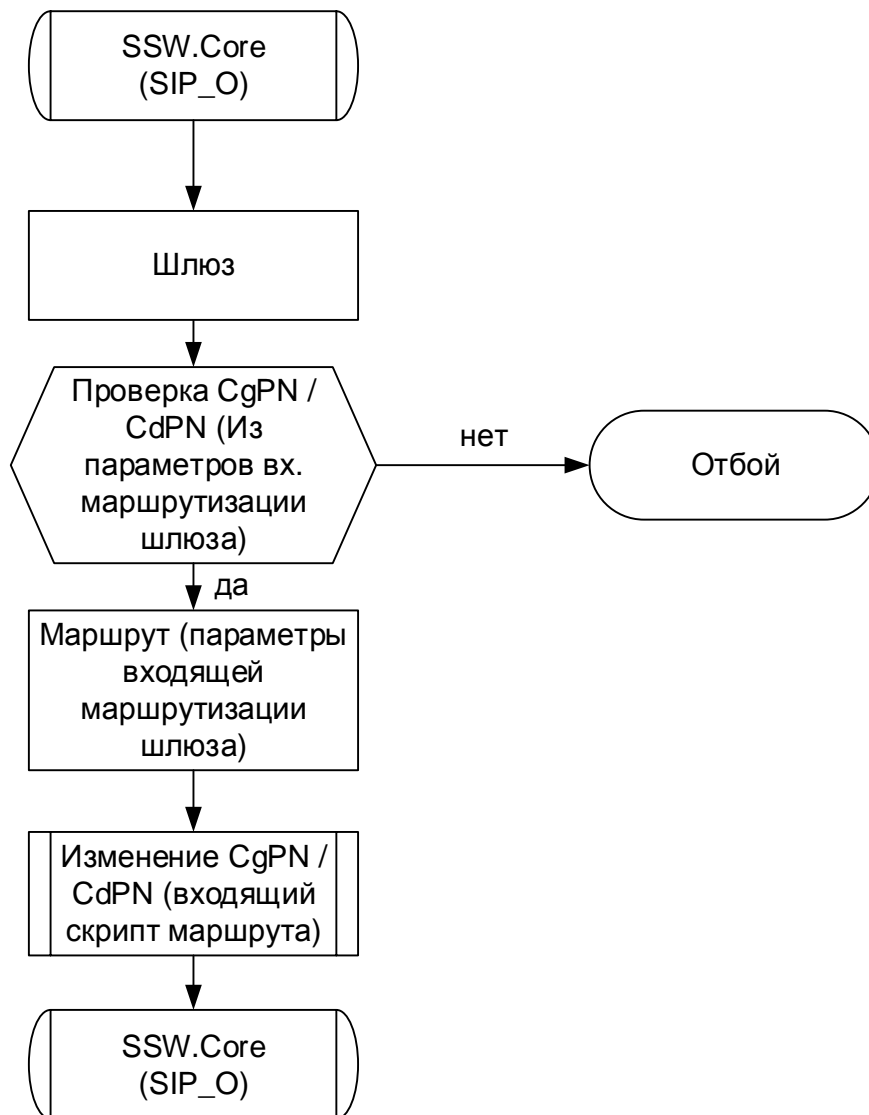 SSW.Core
(SIP_O)
Шлюз
Проверка CgPN /
CdPN (Из
параметров вх.
маршрутизации
шлюза)
нет
Отбой
да
Маршрут (параметры
входящей
маршрутизации
шлюза)
Изменение CgPN /
CdPN (входящий
скрипт маршрута)
SSW.Core
(SIP_O)